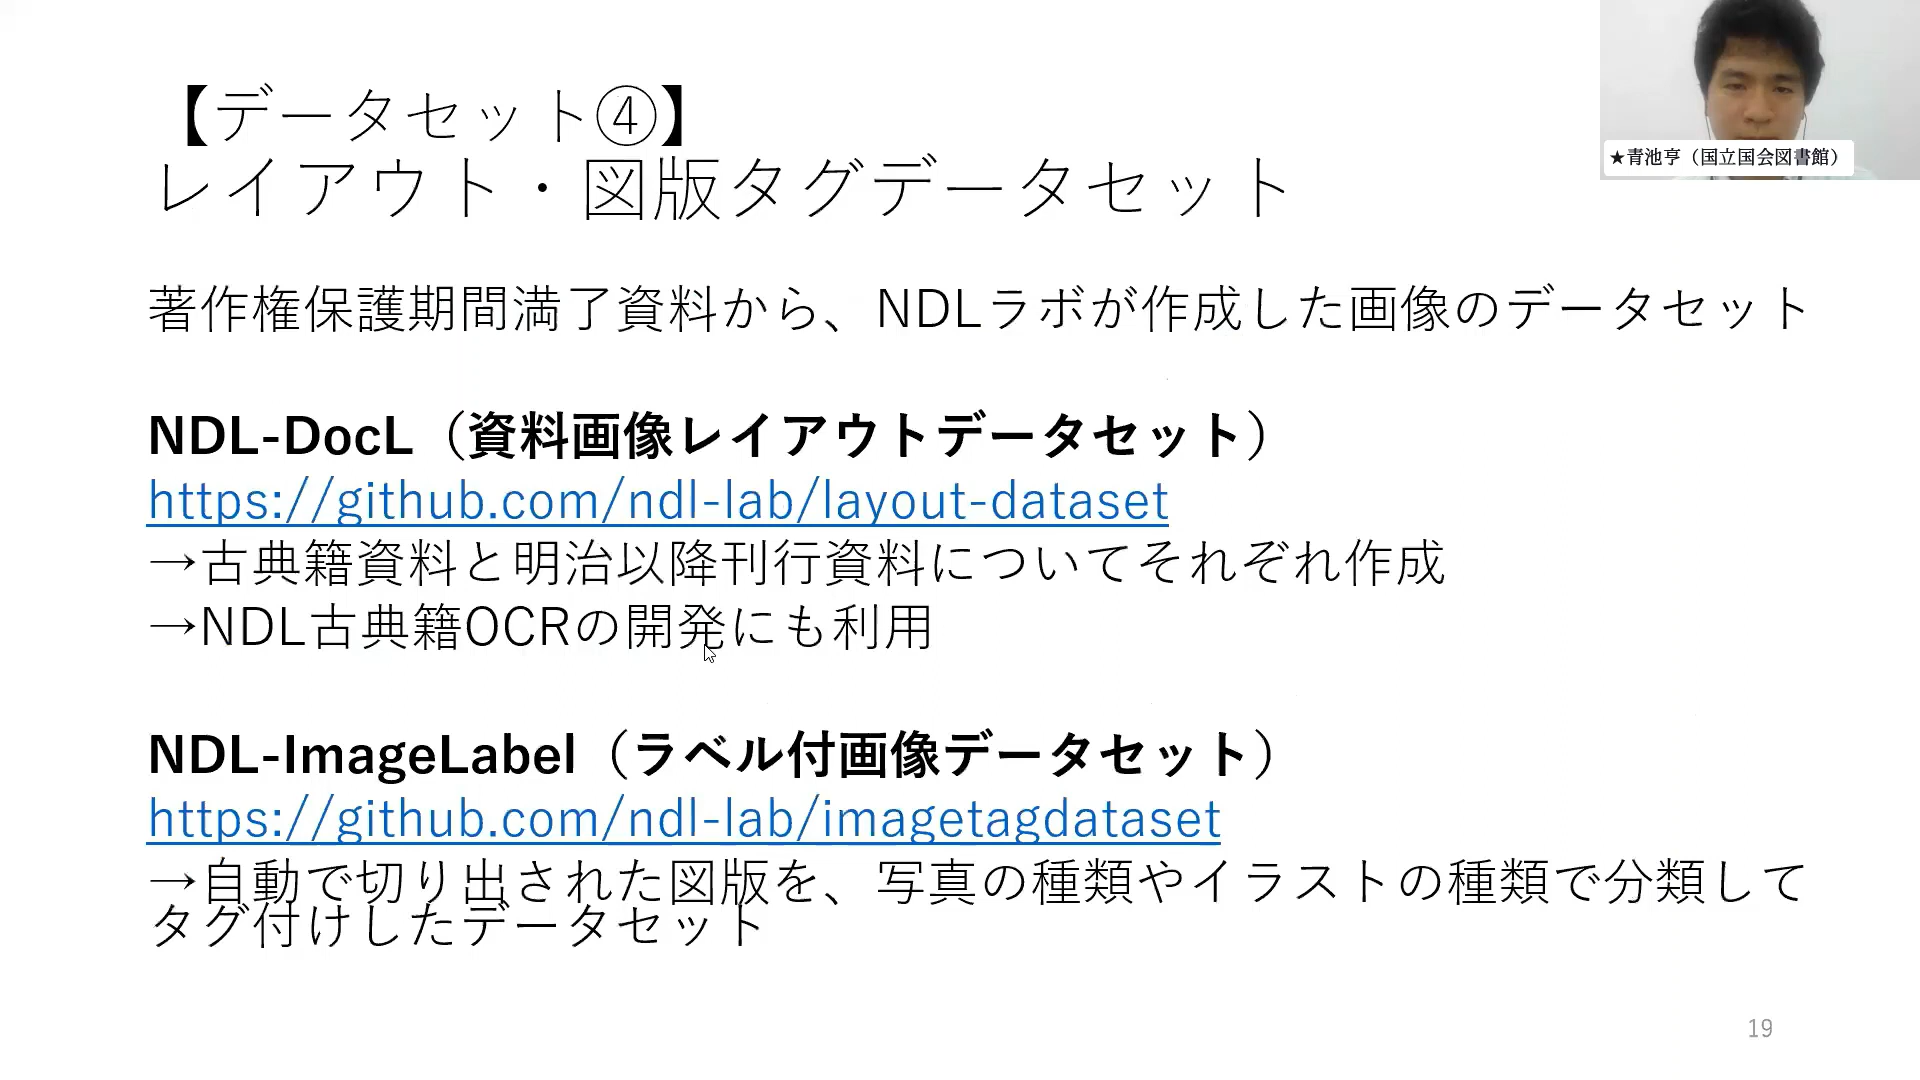 【データセット④】
レイアウト・図版タグデータセット
★青池亨（国立国会図書館）
著作権保護期間満了資料から、NDLラボが作成した画像のデータセット
NDL-DocL（資料画像レイアウトデータセット）
https://github.com/ndl-lab/layout-dataset
→古典籍資料と明治以降刊行資料についてそれぞれ作成
→NDL古典籍OCRの開発にも利用
NDL-ImageLabel（ラベル付画像データセット）
https://github.com/ndl-lab/imagetagdataset
→自動で切り出された図版を、写真の種類やイラストの種類で分類して
タグ付けしたデータセット
19